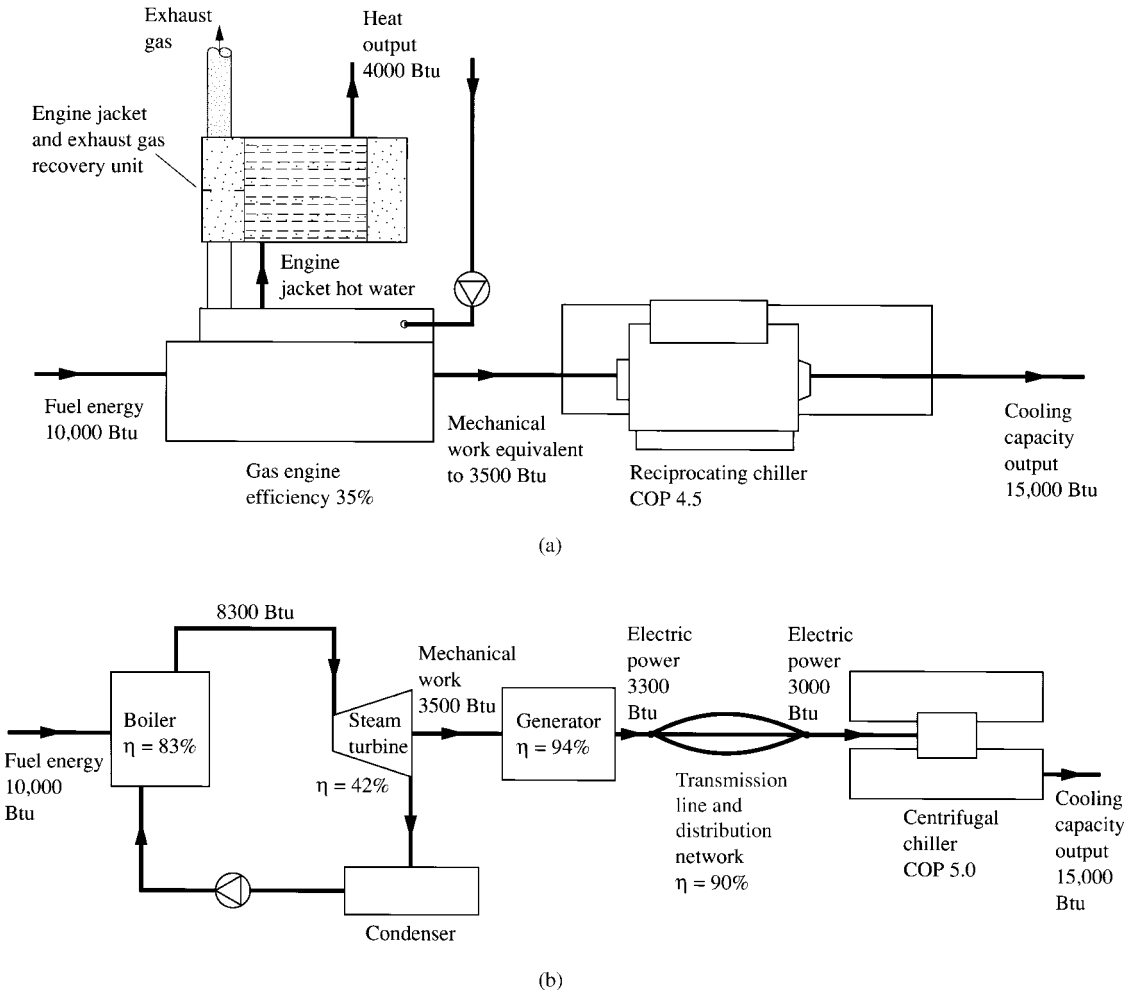 Exhaust
gas
Heat
output
4000 Btu
Engine jacket
and exhaust gas
recovery unit
Engine
jacket hot water
Fuel energy
10,000 Btu
Gas engine
efficiency 35%
Mechanical
work equivalent
to 3500 Btu
Reciprocating chiller
COP 4.5
Cooling
capacity
output
15,000 Btu
(a)
8300 Btu
Boiler
η = 83%
Fuel energy
10,000
Btu
Steam
turbine
η = 42%
Mechanical
work
3500 Btu
Generator
η = 94%
Electric
power
3300
Btu
Electric
power
3000
Btu
Transmission
line and
distribution
network
η = 90%
Centrifugal
chiller
COP 5.0
Cooling
capacity
output
15,000
Btu
Condenser
(b)